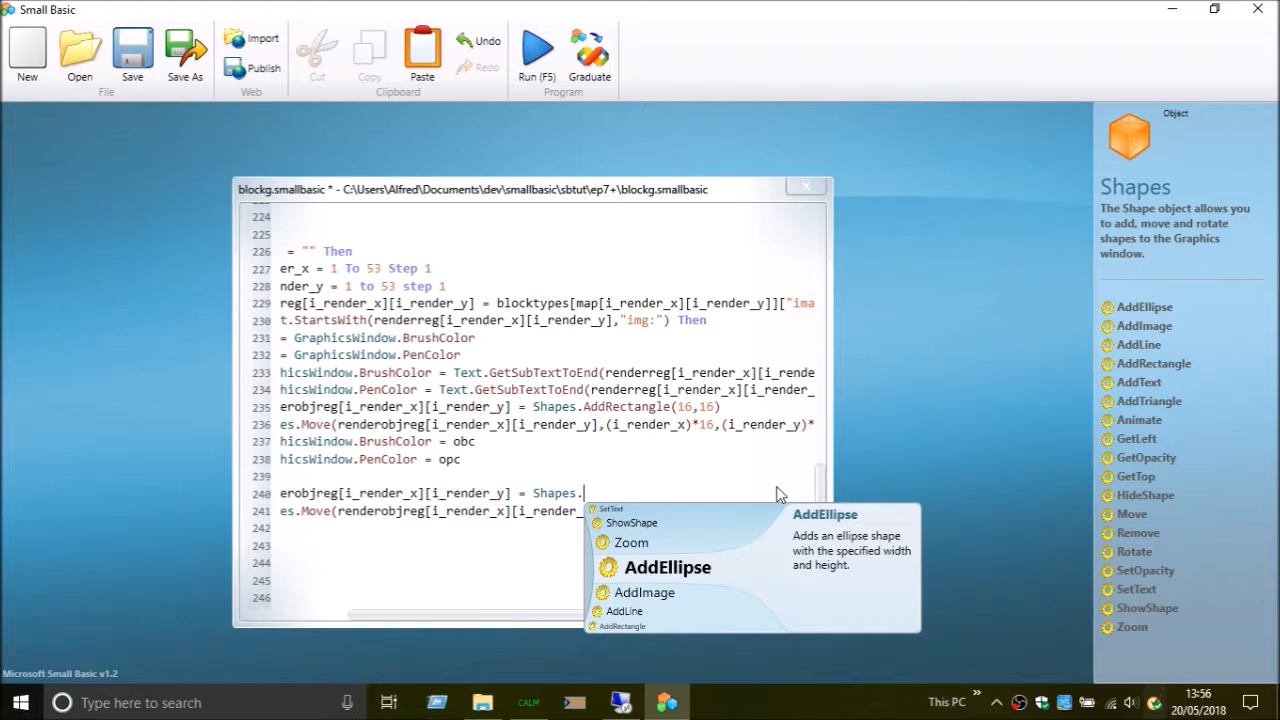 Small Basic
New
Open
Save
Save As
File
Import
Publish
Web
Cut
Copy
Paste
Undo
Redo
Clipboard
Run (F5)
Graduate
Program
blockg.smallbasic * - C:\Users\Alfred\Documents\dev\smallbasic\sbtut\ep7+\blockg.smallbasic
x
224
225
226 = "" Then
227 er_x = 1 To 53 Step 1
228 nder_y = 1 to 53 step 1
229 reg[i_render_x][i_render_y] = blocktypes[map[i_render_x][i_render_y]]["ima
230 t.StartsWith(renderreg[i_render_x][i_render_y],"img:") Then
231 = GraphicsWindow.BrushColor
232 = GraphicsWindow.PenColor
233 hicsWindow.BrushColor = Text.GetSubTextToEnd(renderreg[i_render_x][i_rende
234 hicsWindow.PenColor = Text.GetSubTextToEnd(renderreg[i_render_x][i_render_
235 erobjreg[i_render_x][i_render_y] = Shapes.AddRectangle(16,16)
236 es.Move(renderobjreg[i_render_x][i_render_y],(i_render_x)*16,(i_render_y)*
237 hicsWindow.BrushColor = obc
238 hicsWindow.PenColor = opc
239
240 erobjreg[i_render_x][i_render_y] = Shapes.
241 es.Move(renderobjreg[i_render_x][i_render_
242
243
244
245
246
SetText
ShowShape
Zoom
AddEllipse
AddImage
AddLine
AddRectangle
AddEllipse
Adds an ellipse shape
with the specified width
and height.
Object
Shapes
The Shape object allows you
to add, move and rotate
shapes to the Graphics
window.
AddEllipse
AddImage
AddLine
AddRectangle
AddText
AddTriangle
Animate
GetLeft
GetOpacity
GetTop
HideShape
Move
Remove
Rotate
SetOpacity
SetText
ShowShape
Zoom
Microsoft Small Basic v1.2
Type here to search
CALM
This PC
13:56
20/05/2018